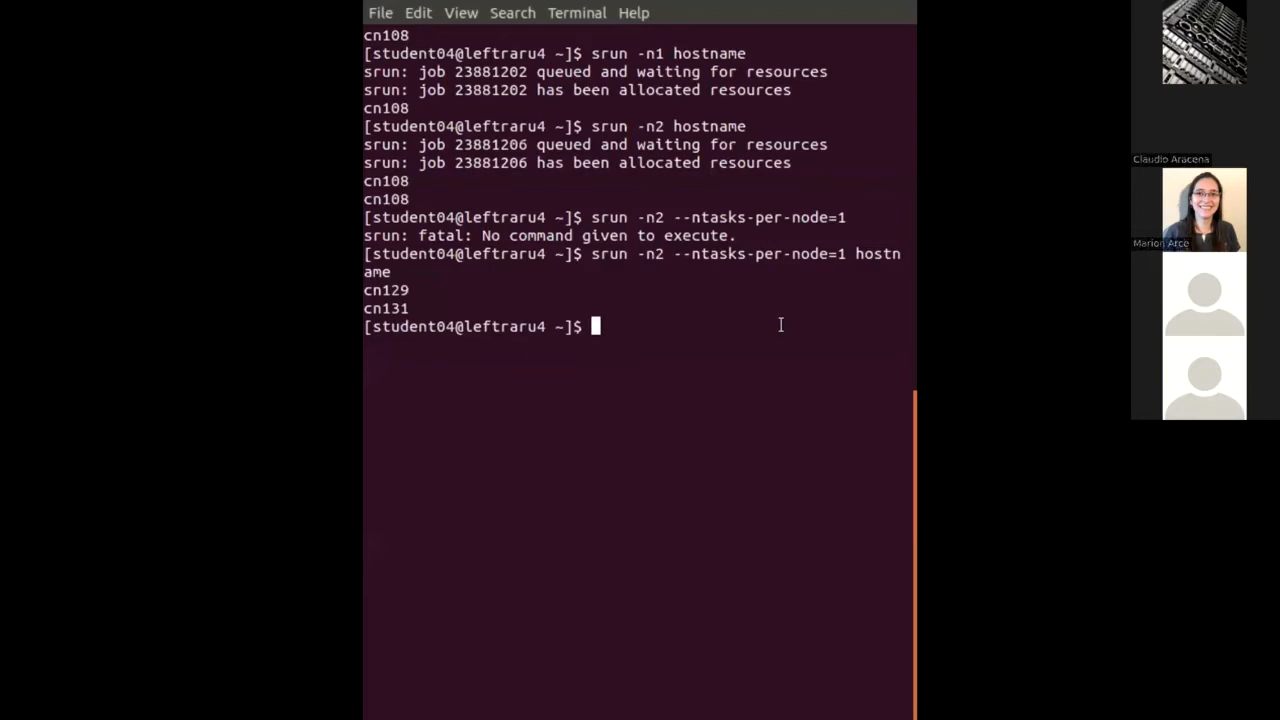 File Edit View Search Terminal Help
cn108
[student04@leftraru4 ~]$ srun -n1 hostname
srun: job 23881202 queued and waiting for resources
srun: job 23881202 has been allocated resources
cn108
[student04@leftraru4 ~]$ srun -n2 hostname
srun: job 23881206 queued and waiting for resources
srun: job 23881206 has been allocated resources
cn108
cn108
[student04@leftraru4 ~]$ srun -n2 --ntasks-per-node=1
srun: fatal: No command given to execute.
[student04@leftraru4 ~]$ srun -n2 --ntasks-per-node=1 hostn
ame
cn129
cn131
[student04@leftraru4 ~]$
Claudio Aracena
Marion Arce